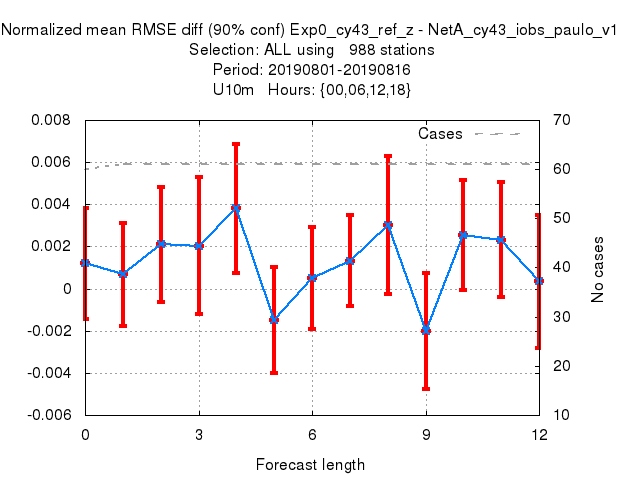 Normalized mean RMSE diff (90% conf) Exp0_cy43_ref_z - NetA_cy43_iobs_paulo_v1
Selection: ALL using 988 stations
Period: 20190801-20190816
U10m Hours: {00,06,12,18}
0.008
0.006
0.004
0.002
0
-0.002
-0.004
-0.006
Cases
70
60
50
40
30
20
10
No cases
0 3 6 9 12
Forecast length